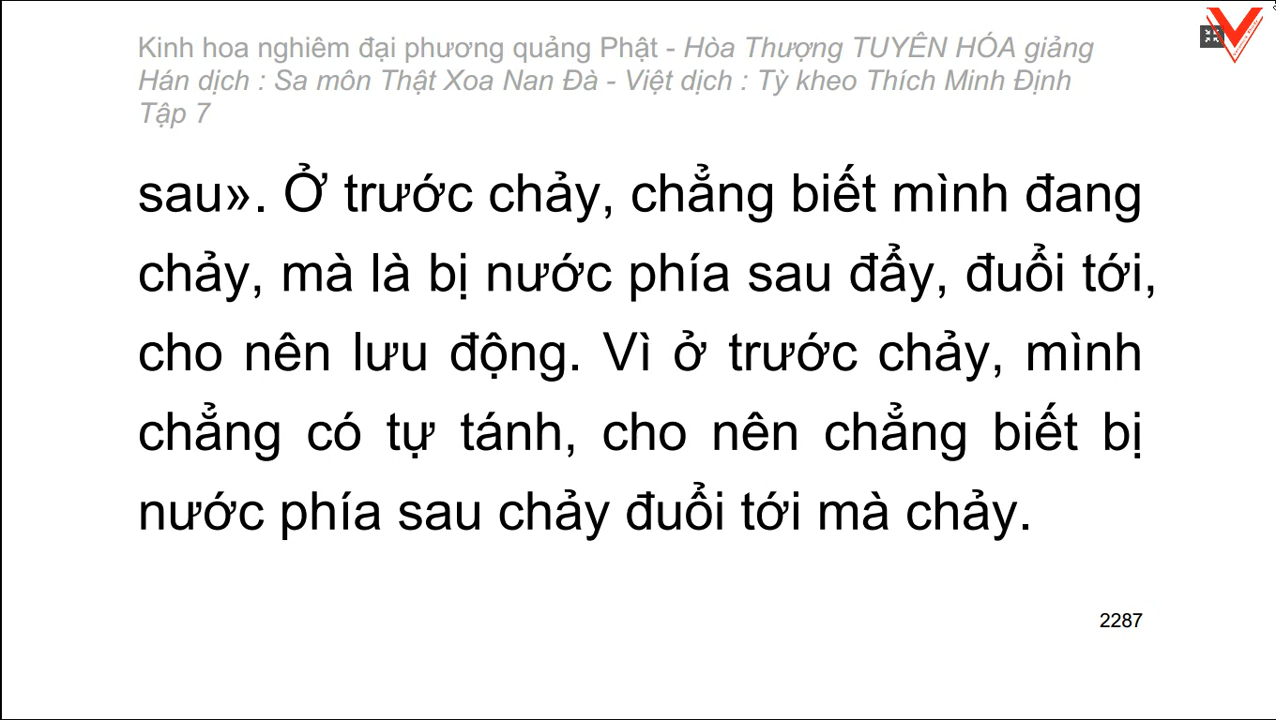 Kinh hoa nghiêm đại phương quảng Phật - Hòa Thượng TUYÊN HÓA giảng
Hán dịch : Sa môn Thật Xoa Nan Đà - Việt dịch : Tỳ kheo Thích Minh Định
Tập 7
sau». Ở trước chảy, chẳng biết mình đang
chảy, mà là bị nước phía sau đẩy, đuổi tới,
cho nên lưu động. Vì ở trước chảy, mình
chẳng có tự tánh, cho nên chẳng biết bị
nước phía sau chảy đuổi tới mà chảy.
2287